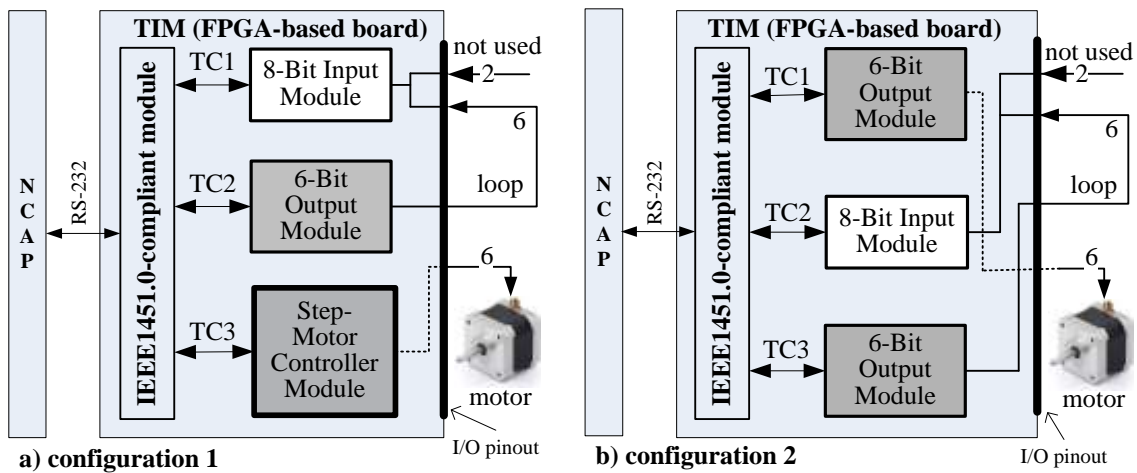 TIM (FPGA-based board)
NCAP
RS-232
IEEE1451.0-compliant module
TC1
8-Bit Input
Module
not used
2
6
TC2
6-Bit
Output
Module
loop
TC3
Step-
Motor
Controller
Module
6
motor
I/O pinout
a) configuration 1
TIM (FPGA-based board)
NCAP
RS-232
IEEE1451.0-compliant module
TC1
6-Bit
Output
Module
not used
2
6
TC2
8-Bit Input
Module
loop
6
TC3
6-Bit
Output
Module
motor
I/O pinout
b) configuration 2